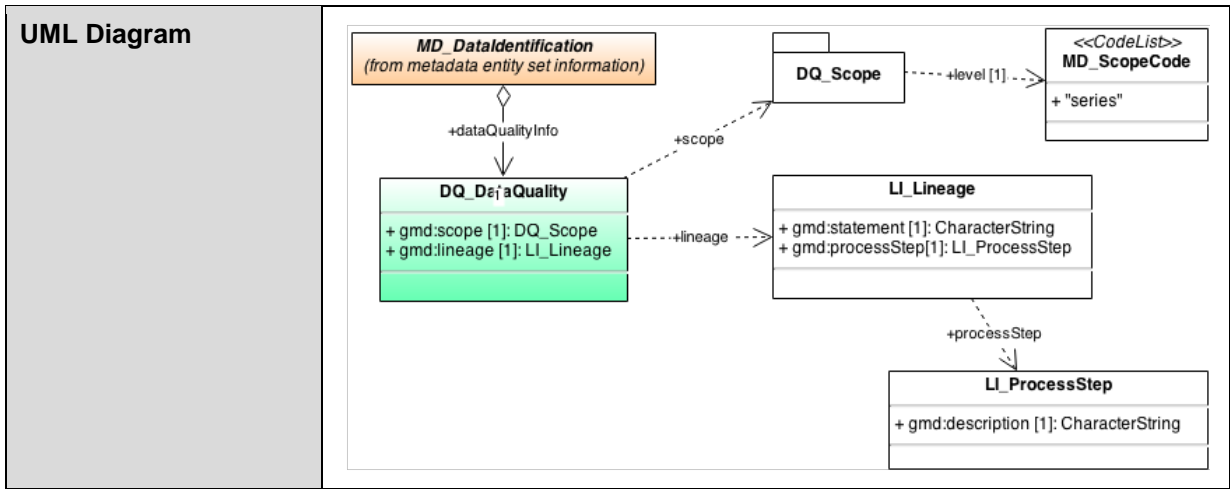 UML Diagram
MD_DataIdentification
(from metadata entity set information)
+dataQualityInfo
1
DQ_DataQuality
+ gmd:scope [1]: DQ_Scope
+ gmd:lineage [1]: LI_Lineage
+scope
DQ_Scope
+level [1]
<<CodeList>>
MD_ScopeCode
+ "series"
+lineage
LI_Lineage
+ gmd:statement [1]: CharacterString
+ gmd:processStep[1]: LI_ProcessStep
+processStep
LI_ProcessStep
+ gmd:description [1]: CharacterString